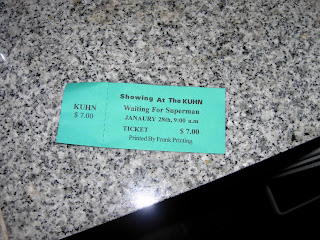 KUHN
$ 7.00
Showing At The KUHN
Waiting For Superman
JANAURY 28th, 9:00 a.m
TICKET $ 7.00
Printed By Frank Printing